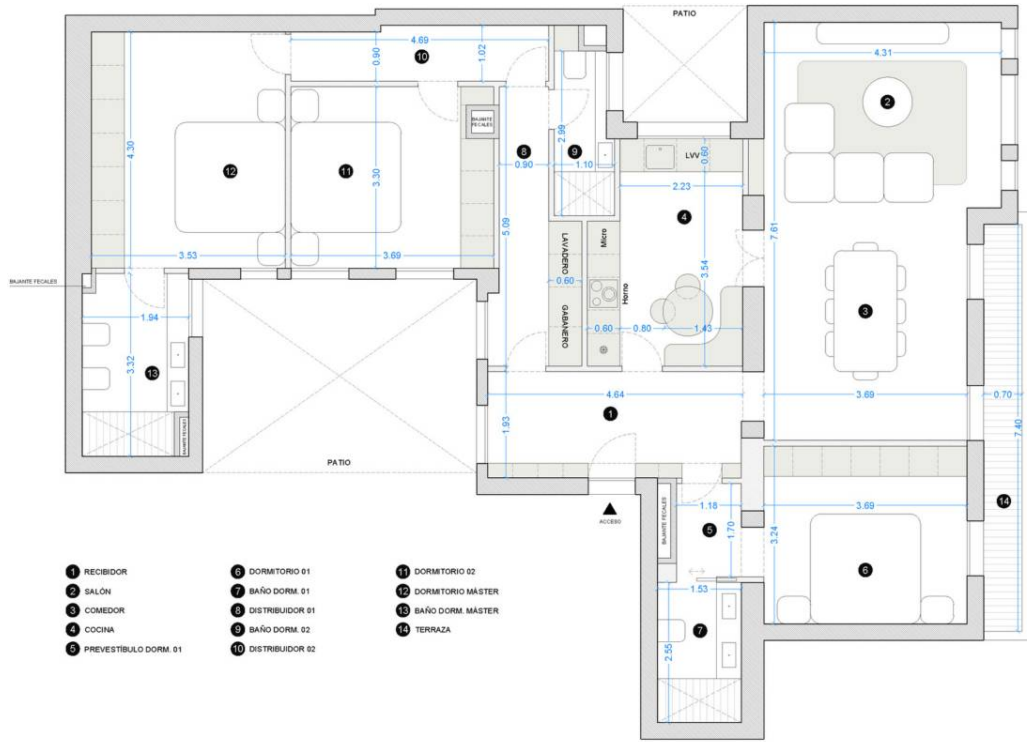 PATIO
4.69
10
0.90
1.02
4.31
2
BAJANTE
FECALES
4.30
12
11
3.30
8
0.90
2.99
9
1.10
LVV
0.60
2.23
4
7.61
5.09
LAVADERO
GABANERO
0.60
Micro
Horno
3.54
0.60
0.80
1.43
3
3.53
3.69
BAJANTE FECALES
1.94
3.32
13
BAJANTE FECALES
PATIO
4.64
1
1.93
3.69
0.70
7.40
14
ACCESO
BAJANTE FECALES
1.18
5
1.70
3.69
3.24
6
1.53
7
2.55
1 RECIBIDOR
2 SALÓN
3 COMEDOR
4 COCINA
5 PREVESTÍBULO DORM. 01
6 DORMITORIO 01
7 BAÑO DORM. 01
8 DISTRIBUIDOR 01
9 BAÑO DORM. 02
10 DISTRIBUIDOR 02
11 DORMITORIO 02
12 DORMITORIO MÁSTER
13 BAÑO DORM. MÁSTER
14 TERRAZA